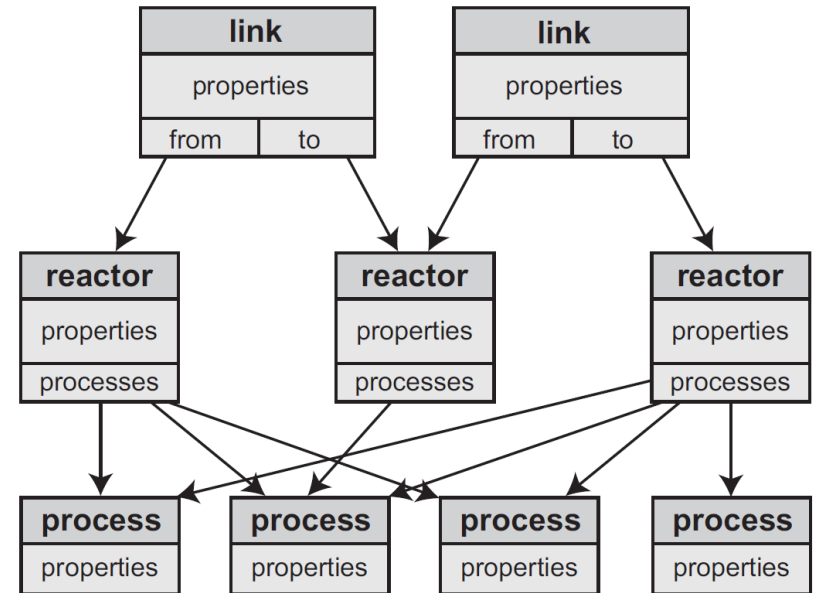 link link
properties properties
from to from to
reactor reactor reactor
properties properties properties
processes processes processes
process process process process
properties properties properties properties